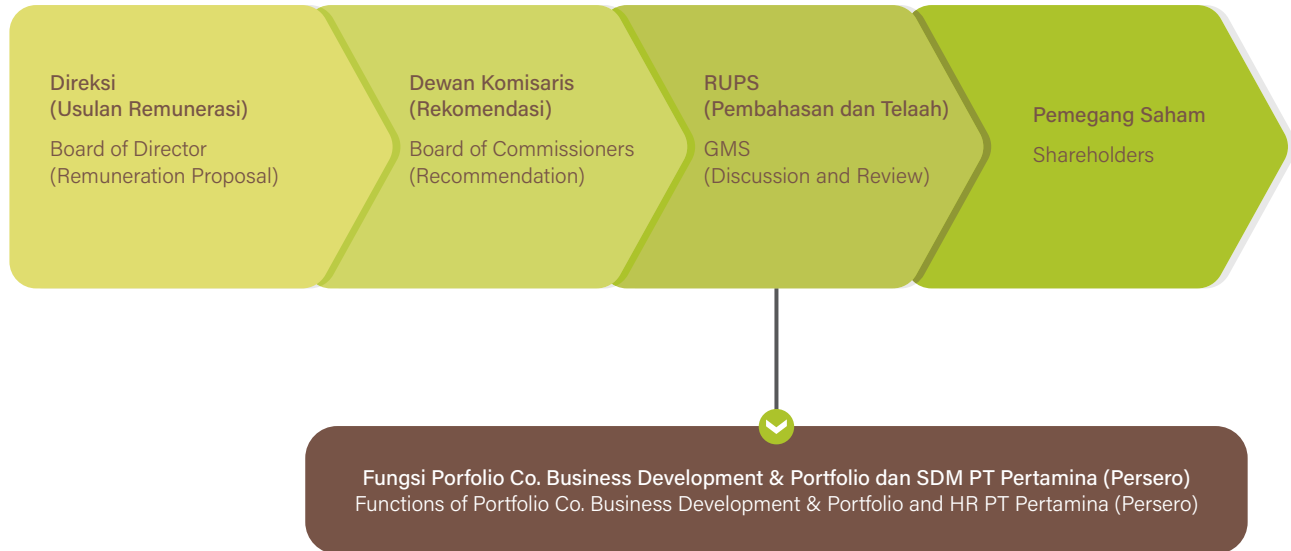 Direksi
(Usulan Remunerasi)
Board of Director
(Remuneration Proposal)
Dewan Komisaris
(Rekomendasi)
Board of Commissioners
(Recommendation)
RUPS
(Pembahasan dan Telaah)
GMS
(Discussion and Review)
Pemegang Saham
Shareholders
Fungsi Porfolio Co. Business Development & Portfolio dan SDM PT Pertamina (Persero)
Functions of Portfolio Co. Business Development & Portfolio and HR PT Pertamina (Persero)